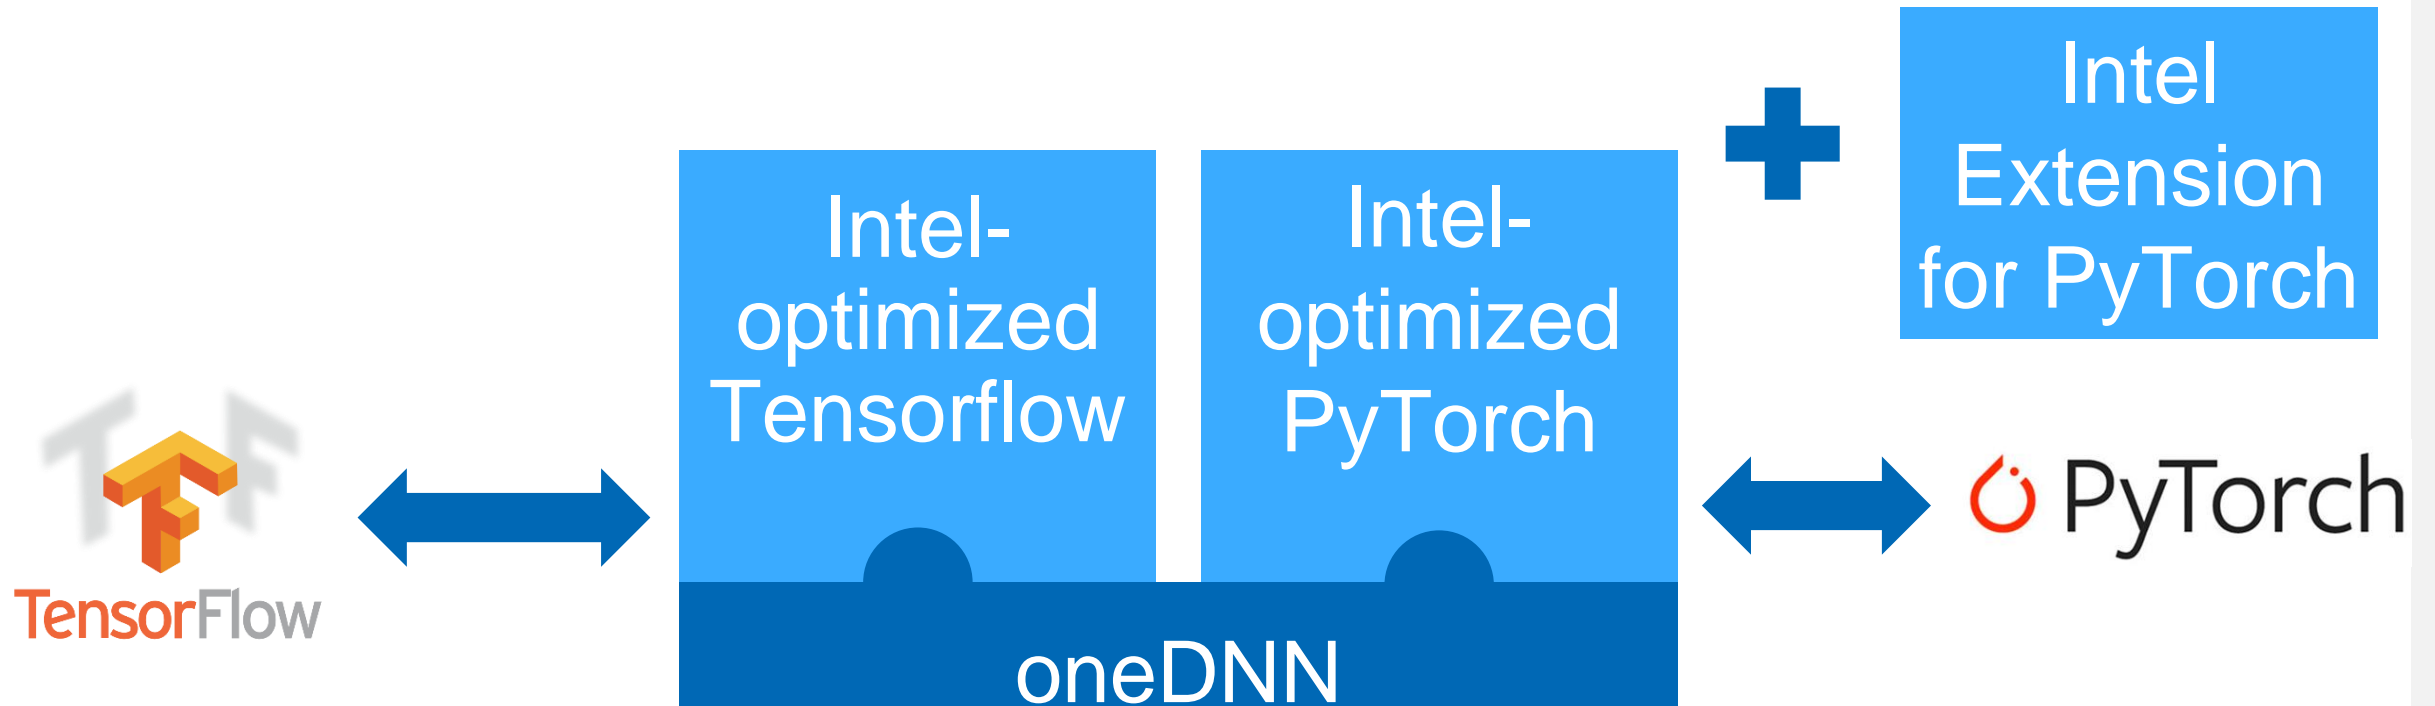 Intel
Extension
for PyTorch
Intel-
optimized
Tensorflow
Intel-
optimized
PyTorch
TensorFlow
PyTorch
oneDNN